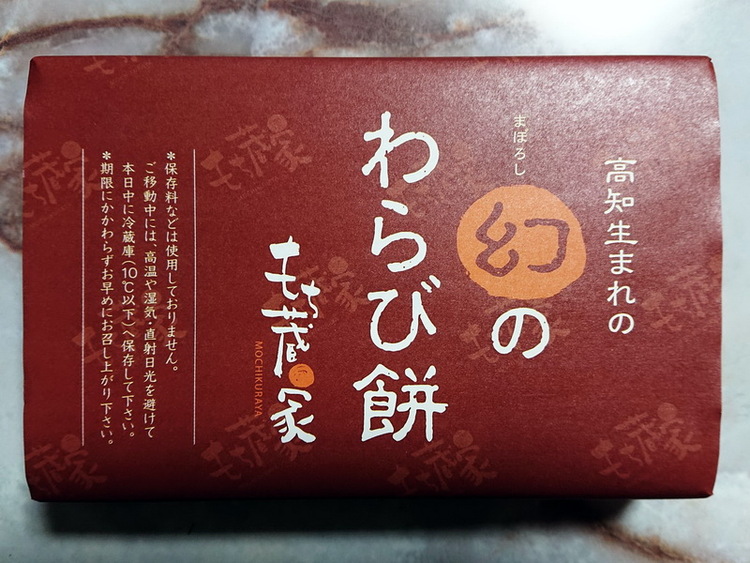 高知生まれの
まぼろし
幻の
わらび餅
もち蔵家
MOCHIKURAYA
＊保存料などは使用しておりません。
ご移動中には、高温や湿気・直射日光を避けて
本日中に冷蔵庫(10℃以下)へ保存して下さい。
＊期限にかかわらずお早めにお召し上がり下さい。